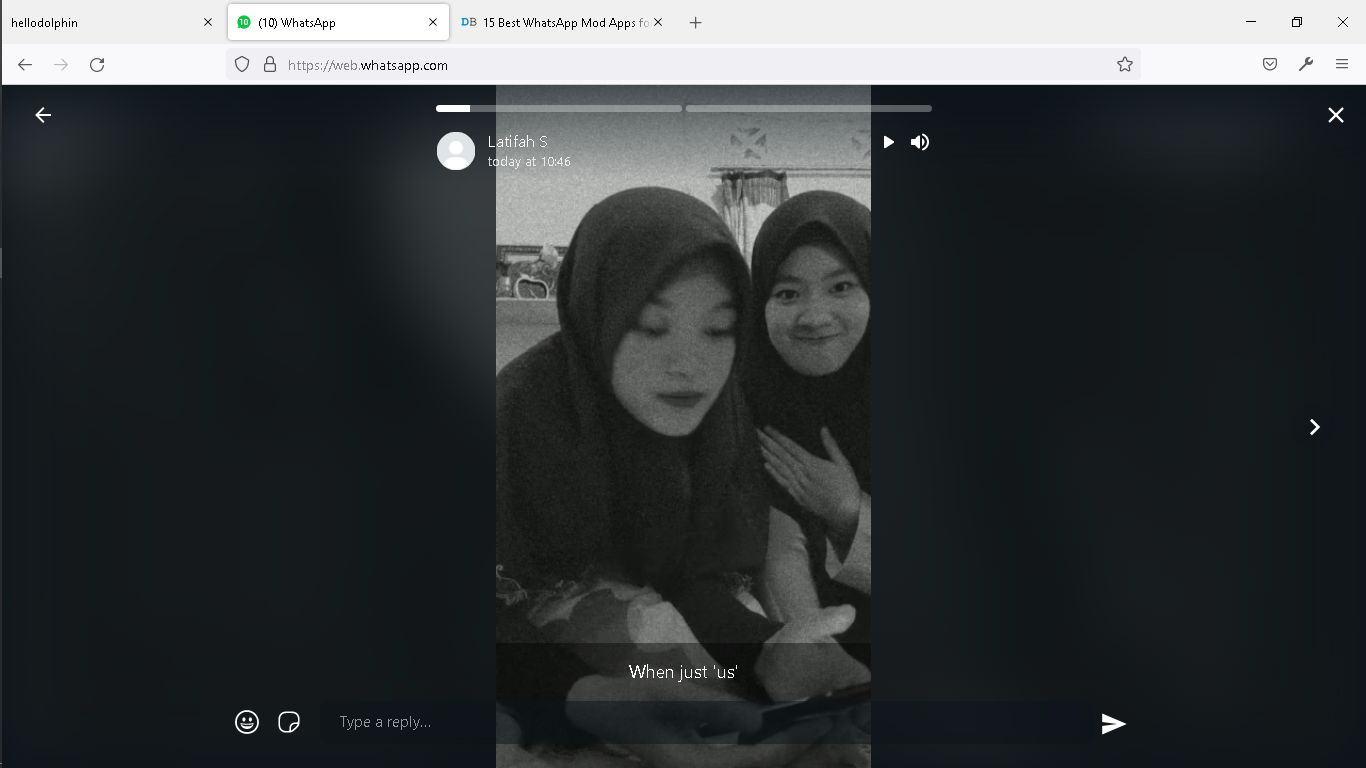 hellodolphin
(10) WhatsApp
DB 15 Best WhatsApp Mod Apps fo
https://web.whatsapp.com
Latifah S
today at 10:46
When just 'us'
Type a reply...